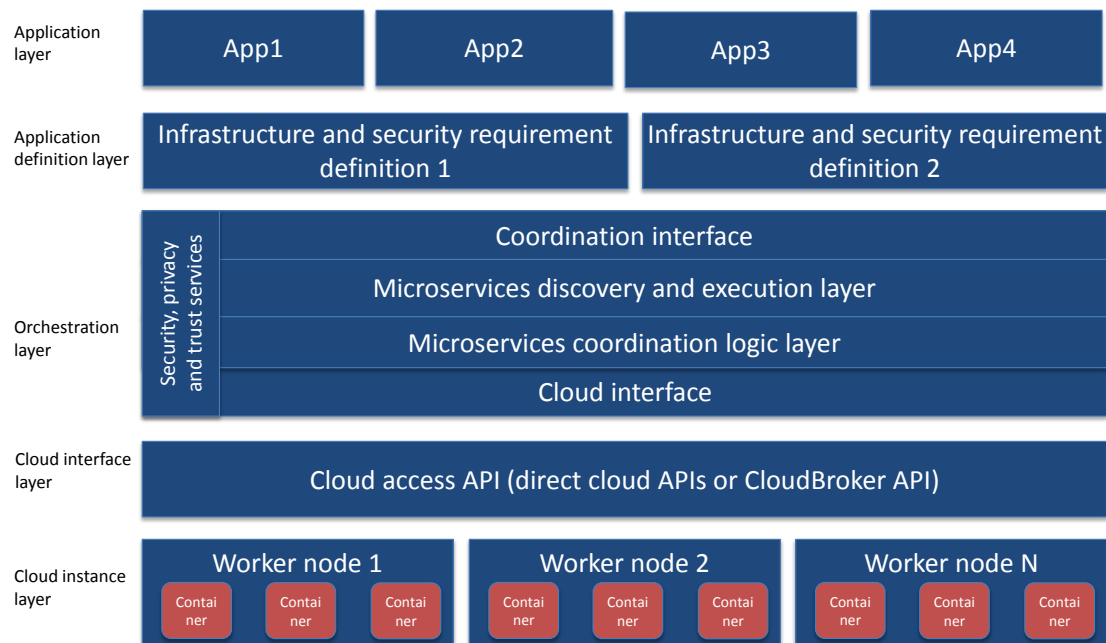 Application
layer
App1
App2
App3
App4
Application
definition layer
Infrastructure and security requirement
definition 1
Infrastructure and security requirement
definition 2
Orchestration
layer
Security, privacy
and trust services
Coordination interface
Microservices discovery and execution layer
Microservices coordination logic layer
Cloud interface
Cloud interface
layer
Cloud access API (direct cloud APIs or CloudBroker API)
Cloud instance
layer
Worker node 1
Contai
ner
Contai
ner
Contai
ner
Worker node 2
Contai
ner
Contai
ner
Contai
ner
Worker node N
Contai
ner
Contai
ner
Contai
ner